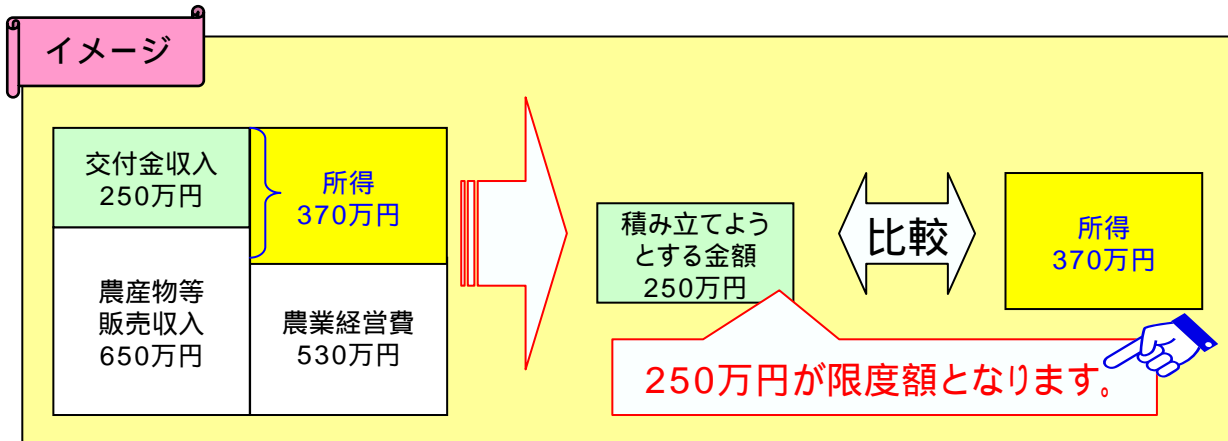 イメージ
交付金収入
250万円
所得
370万円
農産物等
販売収入
650万円
農業経営費
530万円
積み立てよう
とする金額
250万円
比較
所得
370万円
250万円が限度額となります。